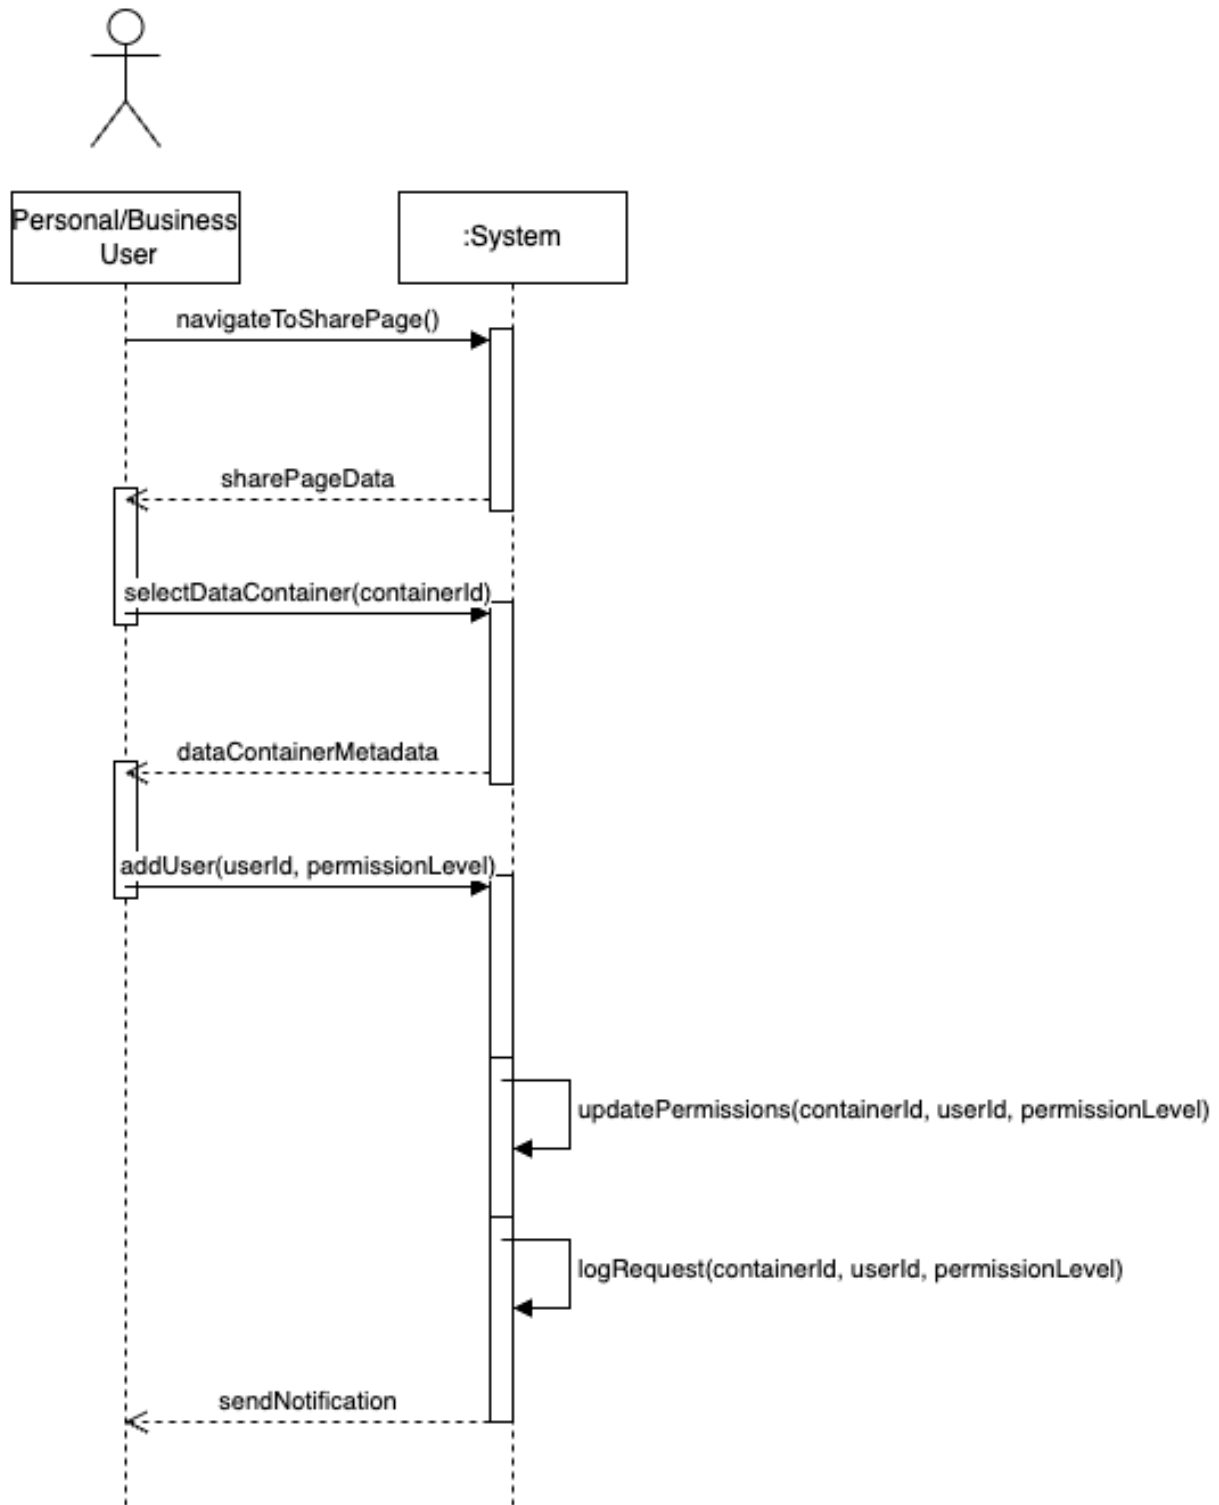 Personal/Business
User
:System
navigateToSharePage()
sharePageData
selectDataContainer(containerId)
dataContainerMetadata
addUser(userId, permissionLevel)
updatePermissions(containerId, userId, permissionLevel)
logRequest(containerId, userId, permissionLevel)
sendNotification